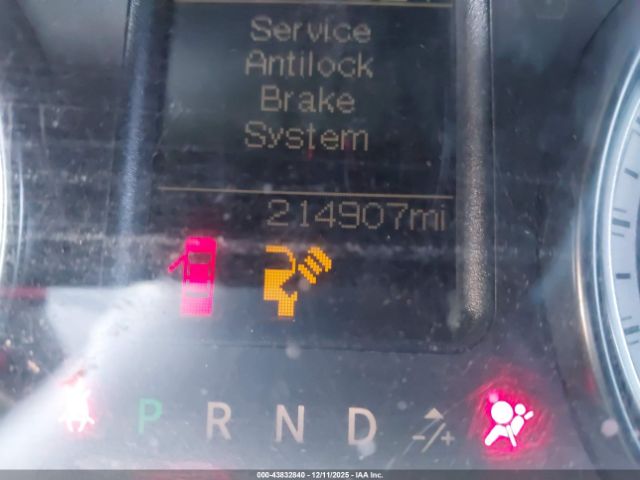 Service
Antilock
Brake
System
214907mi
P R N D -/+
000-43832840 - 12/11/2025 - IAA Inc.